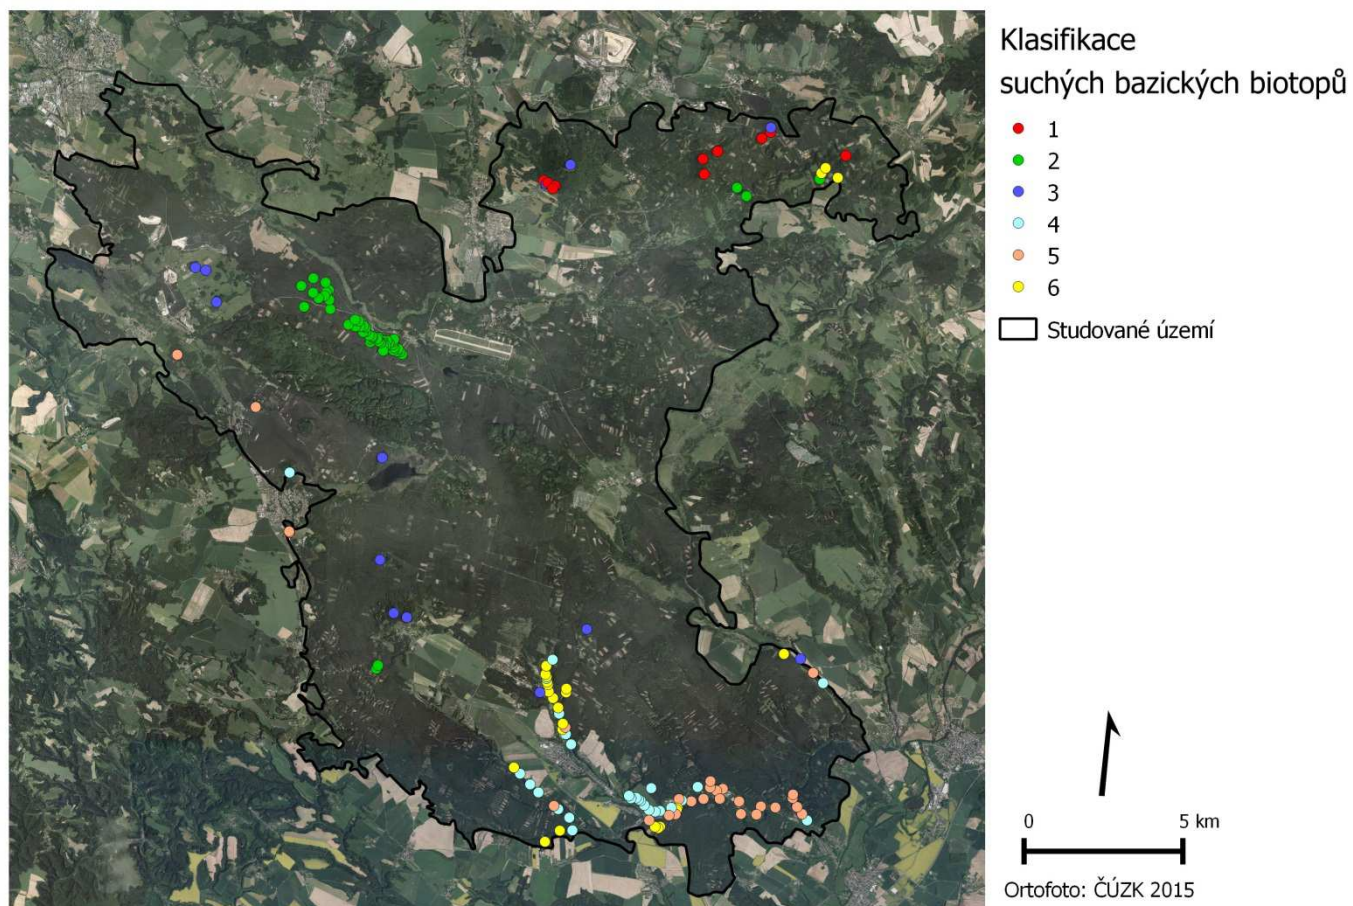 Klasifikace
suchých bazických biotopů
1
2
3
4
5
6
Studované území
0 5 km
Ortofoto: ČÚZK 2015